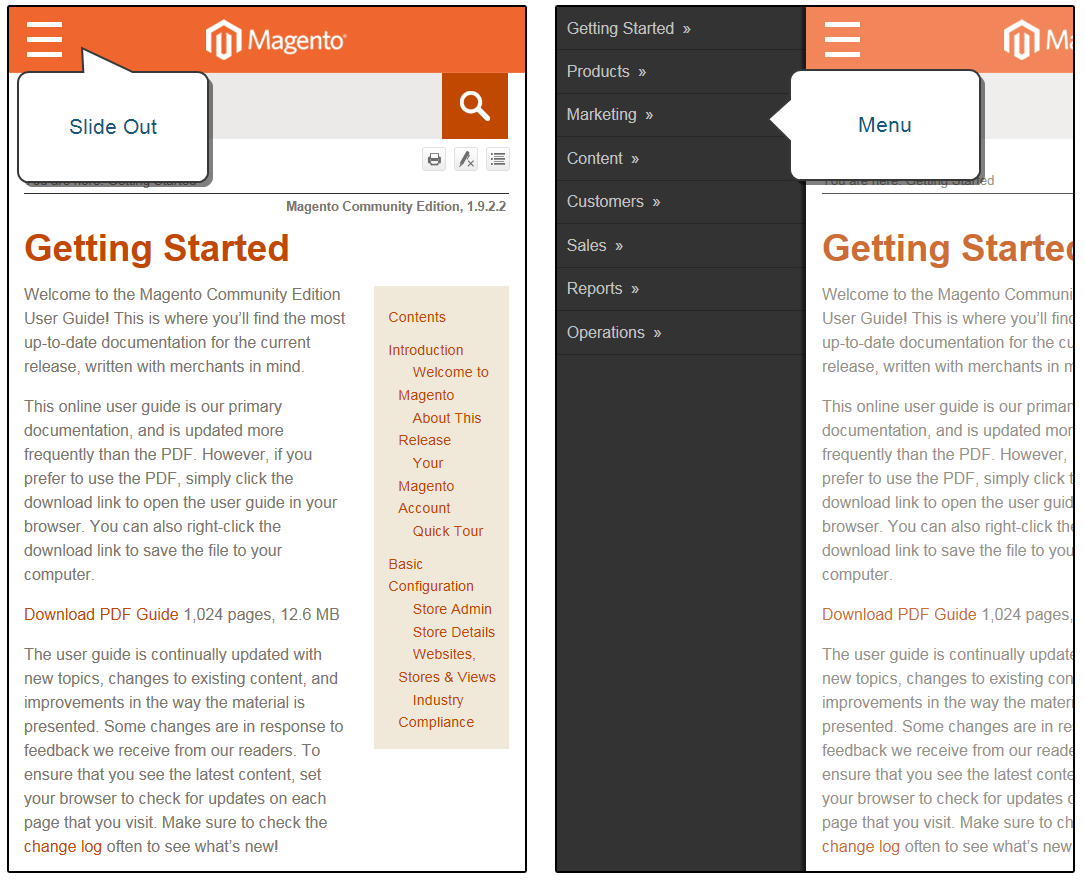 Magento
Slide Out
You are here: Getting Started
Magento Community Edition, 1.9.2.2
Getting Started
Welcome to the Magento Community Edition
User Guide! This is where you’ll find the most
up-to-date documentation for the current
release, written with merchants in mind.
This online user guide is our primary
documentation, and is updated more
frequently than the PDF. However, if you
prefer to use the PDF, simply click the
download link to open the user guide in your
browser. You can also right-click the
download link to save the file to your
computer.
Download PDF Guide 1,024 pages, 12.6 MB
The user guide is continually updated with
new topics, changes to existing content, and
improvements in the way the material is
presented. Some changes are in response to
feedback we receive from our readers. To
ensure that you see the latest content, set
your browser to check for updates on each
page that you visit. Make sure to check the
change log often to see what’s new!
Contents
Introduction
Welcome to
Magento
About This
Release
Your
Magento
Account
Quick Tour
Basic
Configuration
Store Admin
Store Details
Websites,
Stores & Views
Industry
Compliance
Getting Started »
Products »
Marketing »
Content »
Customers »
Sales »
Reports »
Operations »
Ma
Menu
You are here: Getting Started
Getting Started
Welcome to the Magento Communi
User Guide! This is where you’ll find
up-to-date documentation for the cu
release, written with merchants in m
This online user guide is our primar
documentation, and is updated mor
frequently than the PDF. However,
prefer to use the PDF, simply click t
download link to open the user guid
browser. You can also right-click the
download link to save the file to you
computer.
Download PDF Guide 1,024 pages,
The user guide is continually update
new topics, changes to existing con
improvements in the way the materi
presented. Some changes are in re
feedback we receive from our reade
ensure that you see the latest conte
your browser to check for updates o
page that you visit. Make sure to ch
change log often to see what’s new